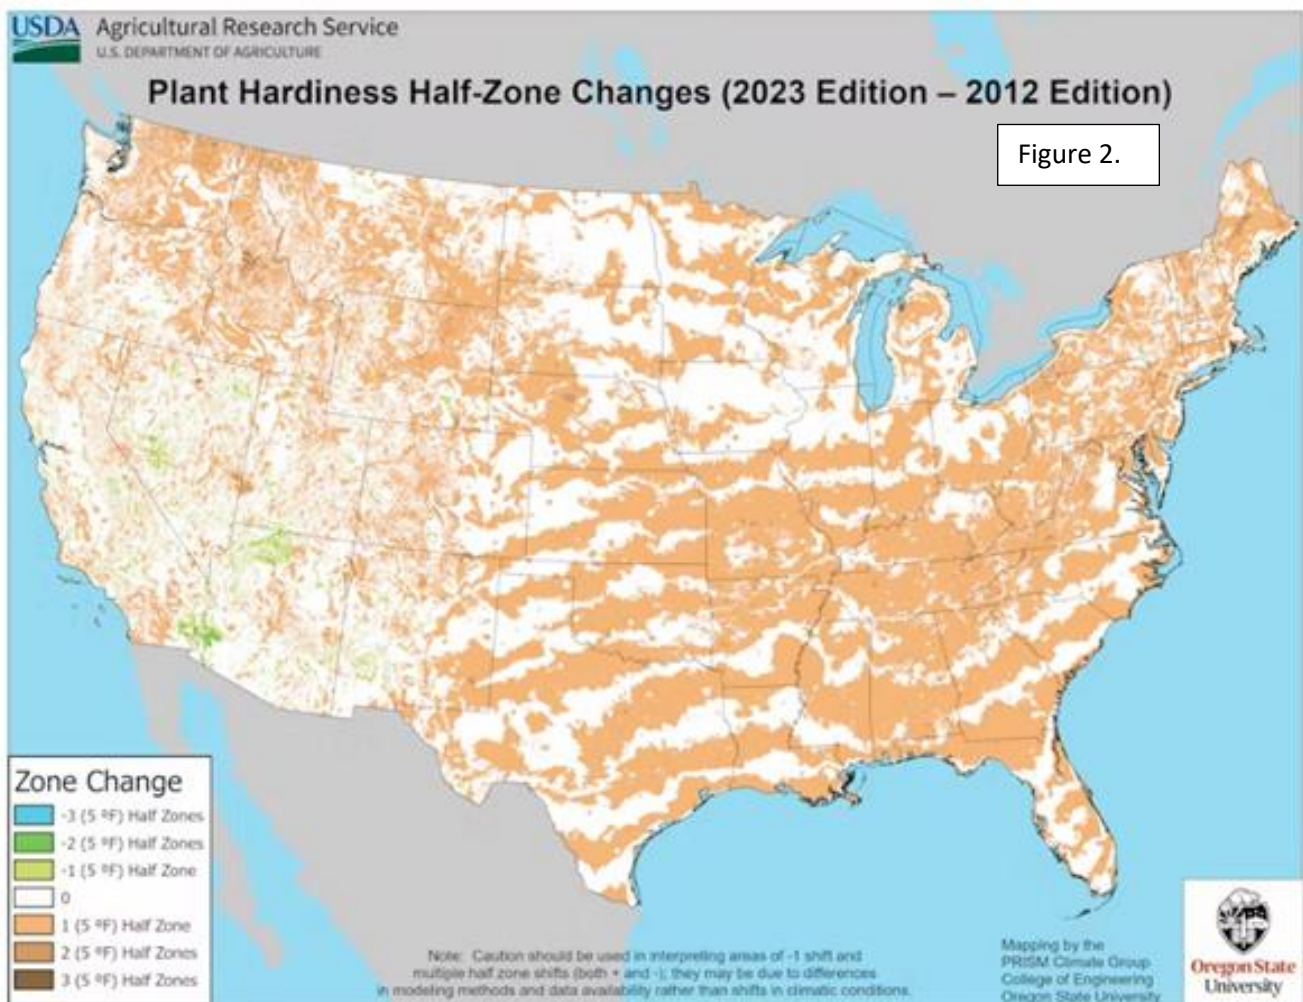 USDA Agricultural Research Service
U.S. DEPARTMENT OF AGRICULTURE
Plant Hardiness Half-Zone Changes (2023 Edition – 2012 Edition)
Figure 2.
Zone Change
-3 (5 ºF) Half Zones
-2 (5 ºF) Half Zones
-1 (5 ºF) Half Zone
0
1 (5 ºF) Half Zone
2 (5 ºF) Half Zones
3 (5 ºF) Half Zones
Note: Caution should be used in interpreting areas of -1 shift and
multiple half zone shifts (both + and -); they may be due to differences
in modeling methods and data availability rather than shifts in climatic conditions.
Mapping by the
PRISM Climate Group
College of Engineering
Oregon State University
Oregon State
University